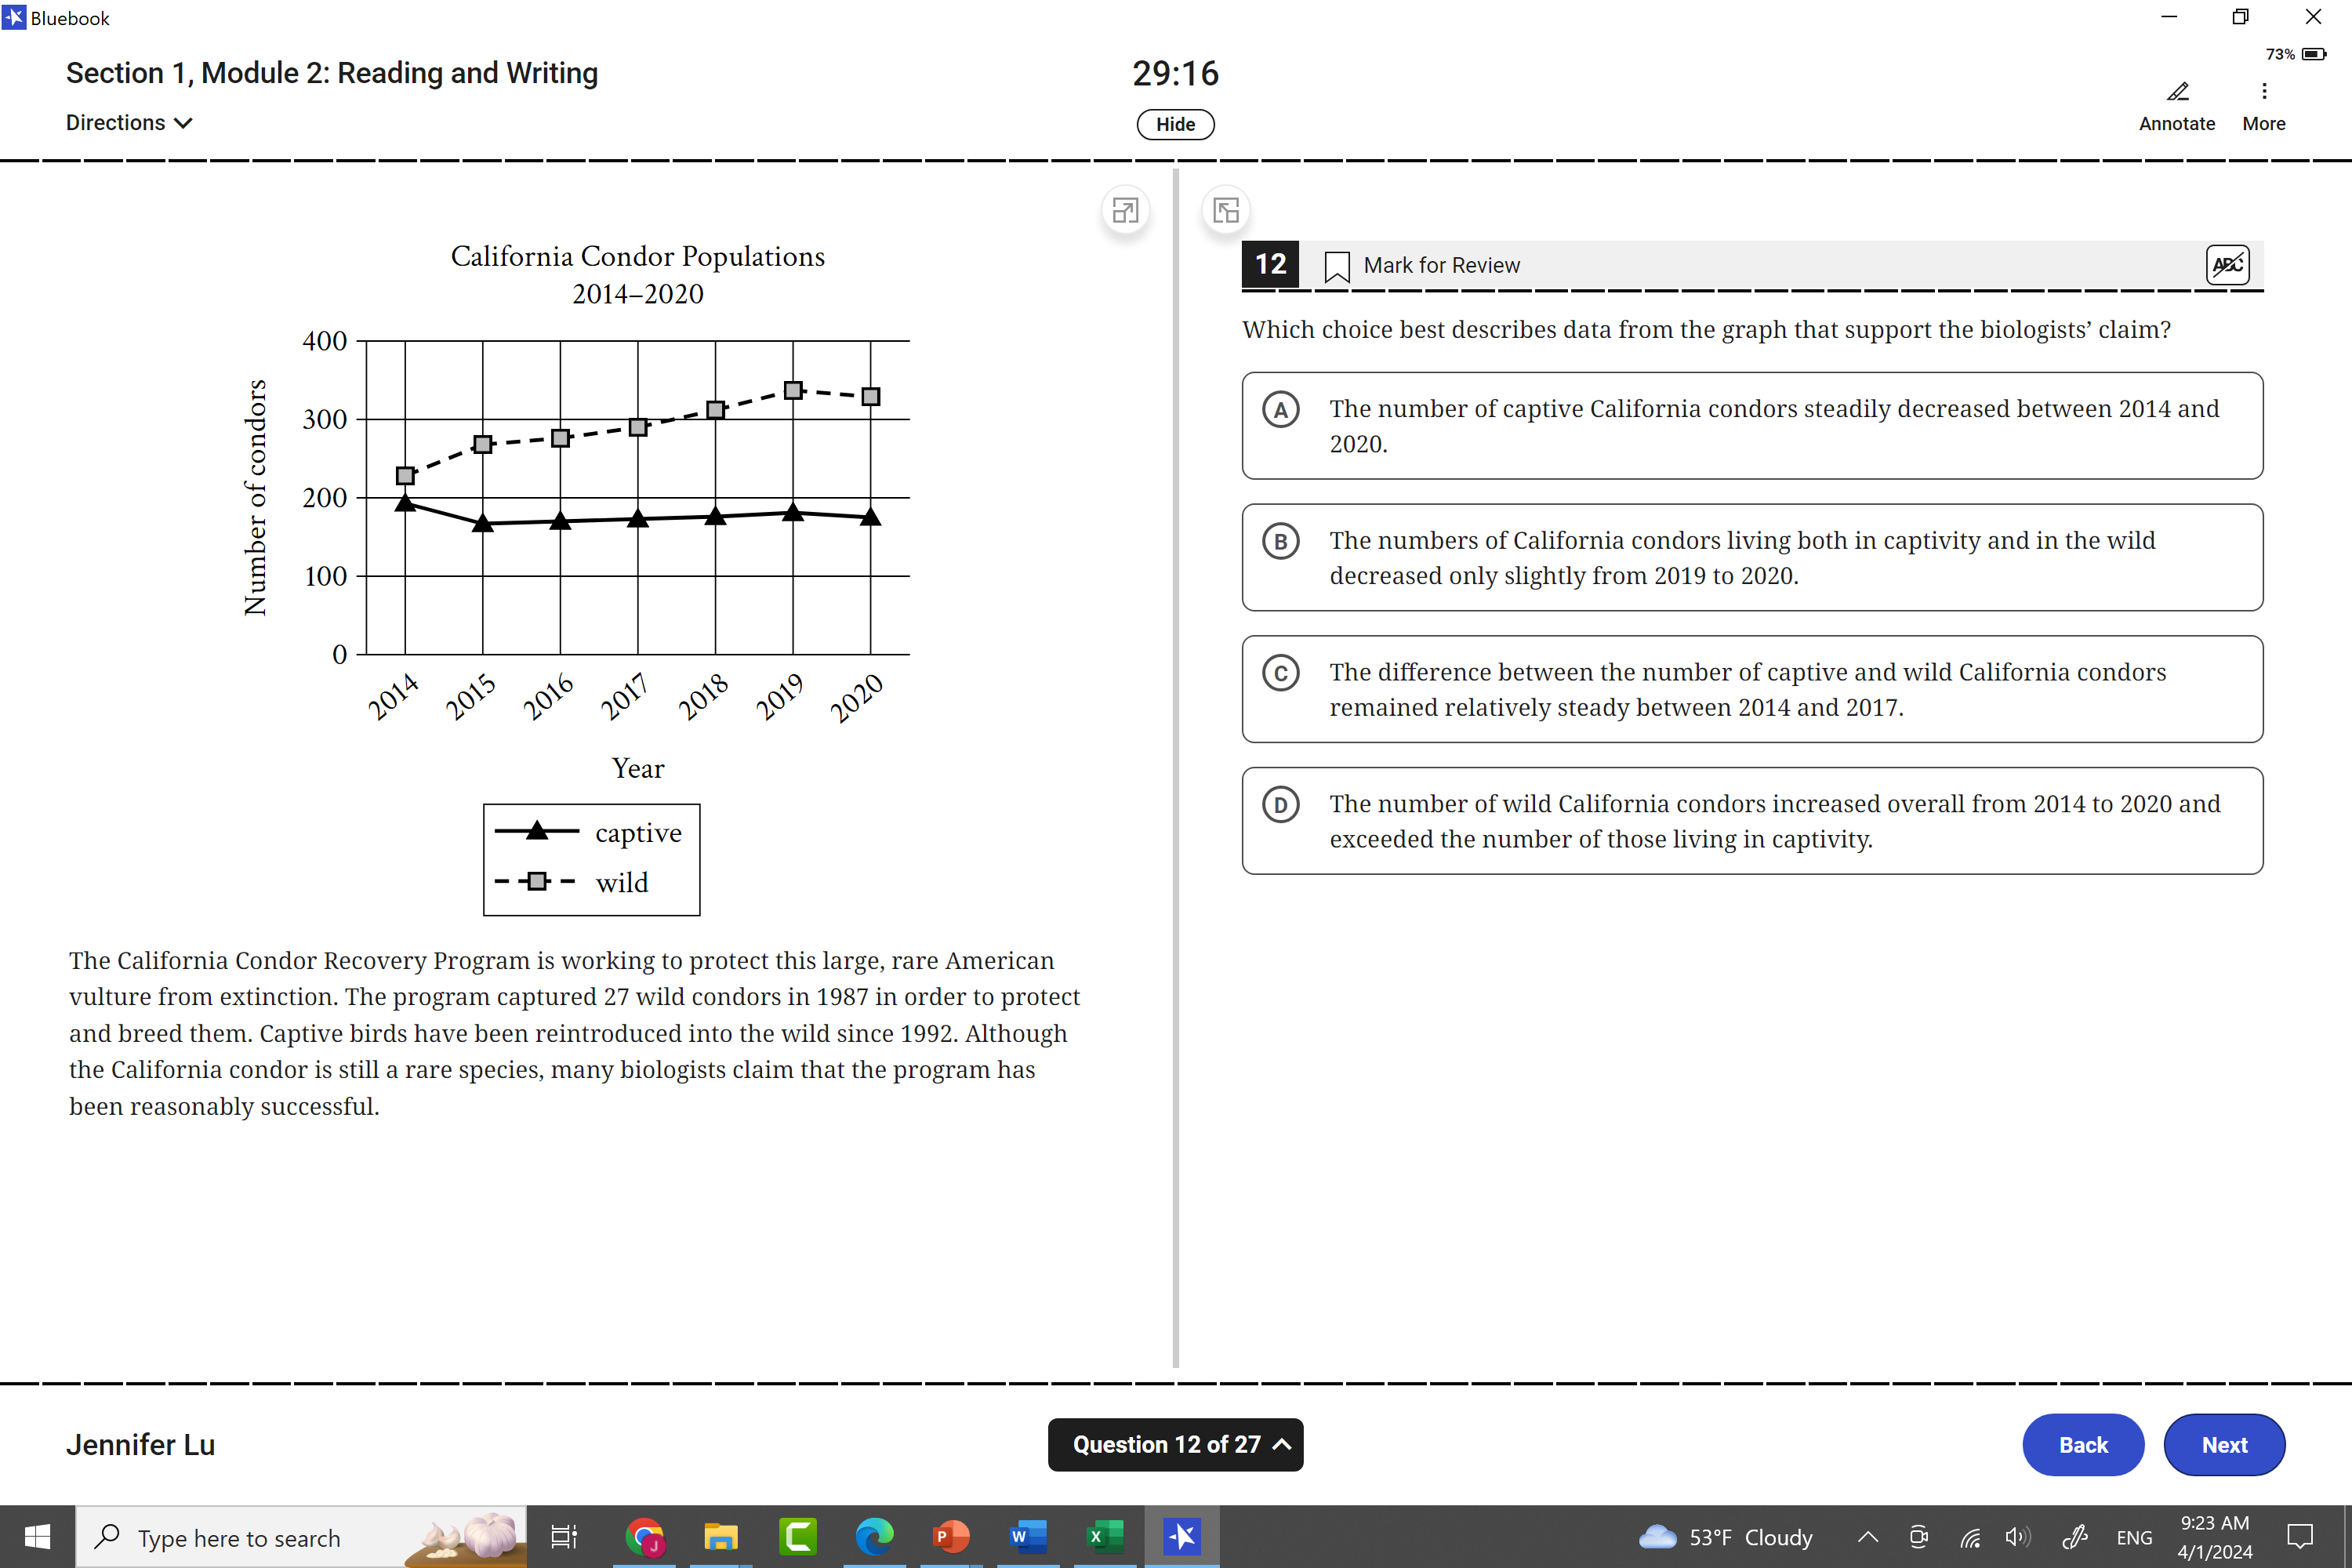 Bluebook
73%
Section 1, Module 2: Reading and Writing
29:16
Directions
Hide
Annotate
More
California Condor Populations
2014–2020
400
300
200
100
0
Number of condors
2014
2015
2016
2017
2018
2019
2020
Year
captive
wild
The California Condor Recovery Program is working to protect this large, rare American
vulture from extinction. The program captured 27 wild condors in 1987 in order to protect
and breed them. Captive birds have been reintroduced into the wild since 1992. Although
the California condor is still a rare species, many biologists claim that the program has
been reasonably successful.
12
Mark for Review
ABC
Which choice best describes data from the graph that support the biologists’ claim?
A
The number of captive California condors steadily decreased between 2014 and
2020.
B
The numbers of California condors living both in captivity and in the wild
decreased only slightly from 2019 to 2020.
C
The difference between the number of captive and wild California condors
remained relatively steady between 2014 and 2017.
D
The number of wild California condors increased overall from 2014 to 2020 and
exceeded the number of those living in captivity.
Jennifer Lu
Question 12 of 27
Back
Next
Type here to search
J
P
W
X
53°F Cloudy
ENG
9:23 AM
4/1/2024